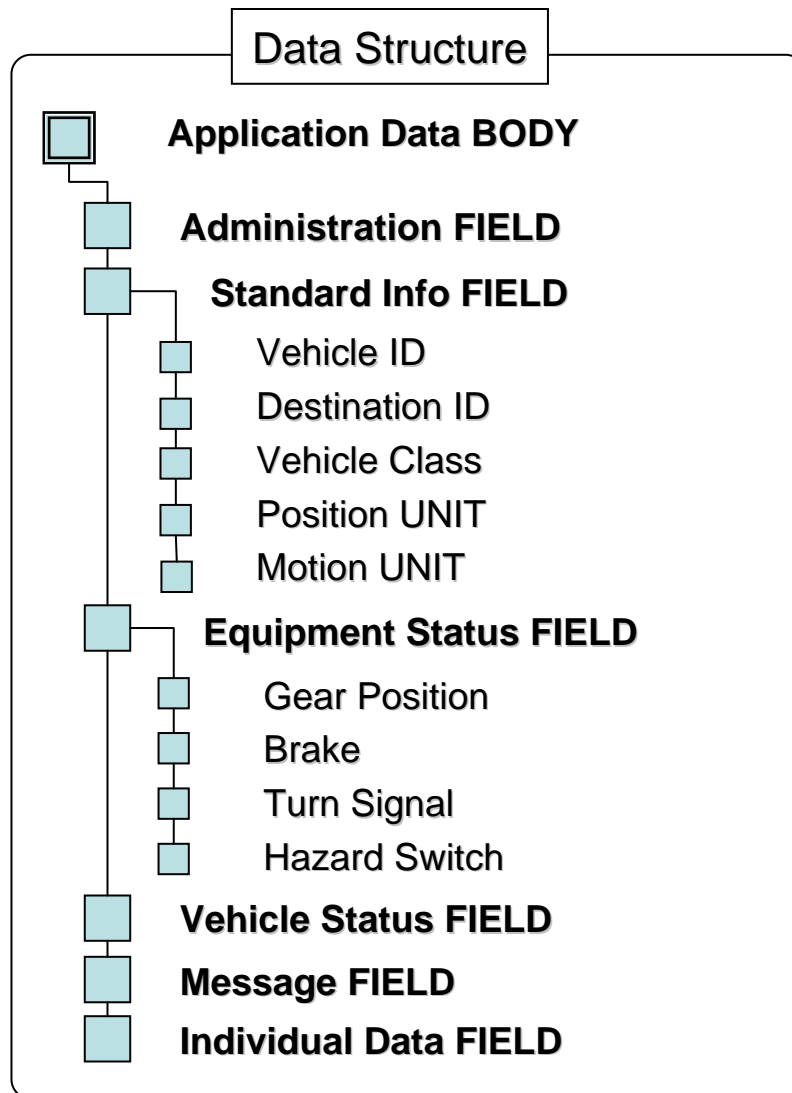 Data Structure
Application Data BODY
Administration FIELD
Standard Info FIELD
Vehicle ID
Destination ID
Vehicle Class
Position UNIT
Motion UNIT
Equipment Status FIELD
Gear Position
Brake
Turn Signal
Hazard Switch
Vehicle Status FIELD
Message FIELD
Individual Data FIELD